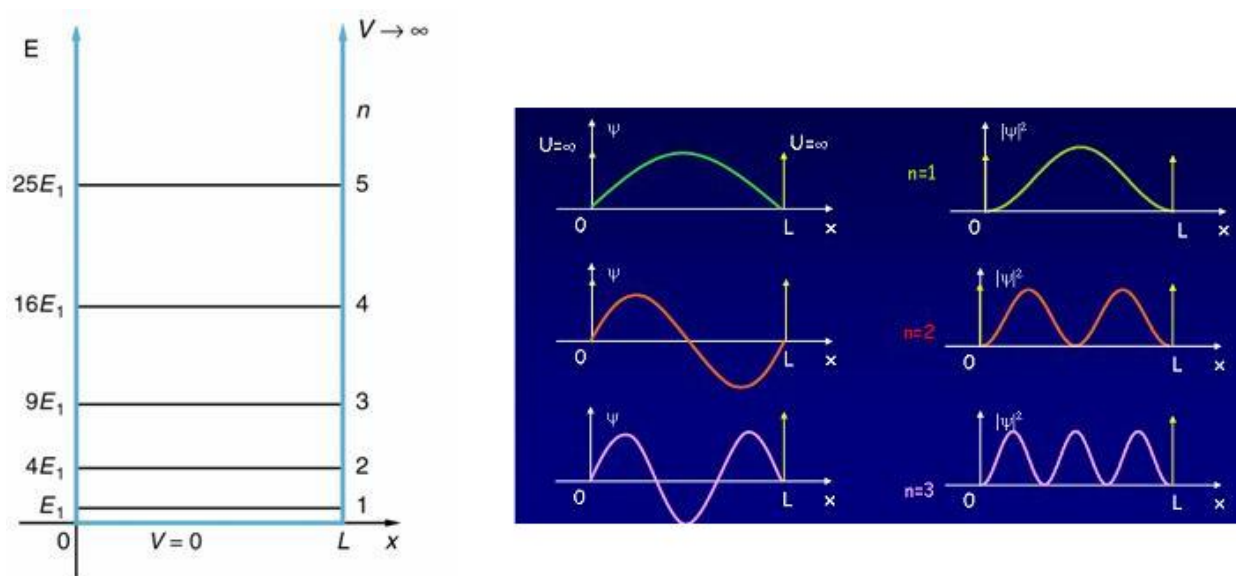 V → ∞
E
n
25E₁ 5
16E₁ 4
9E₁ 3
4E₁ 2
E₁ 1
0 V = 0 L x
ψ
U=∞ U=∞
0 L x
n=1
|ψ|²
0 L x
ψ
0 L x
n=2
|ψ|²
0 L x
ψ
0 L x
n=3
|ψ|²
0 L x